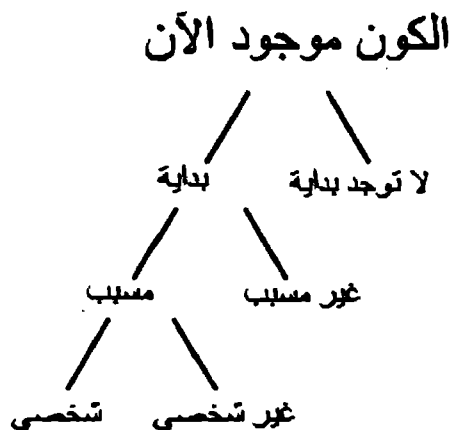 الكون موجود الآن
لا توجد بداية بداية
غير مسبب مسبب
غير شخصي شخصي